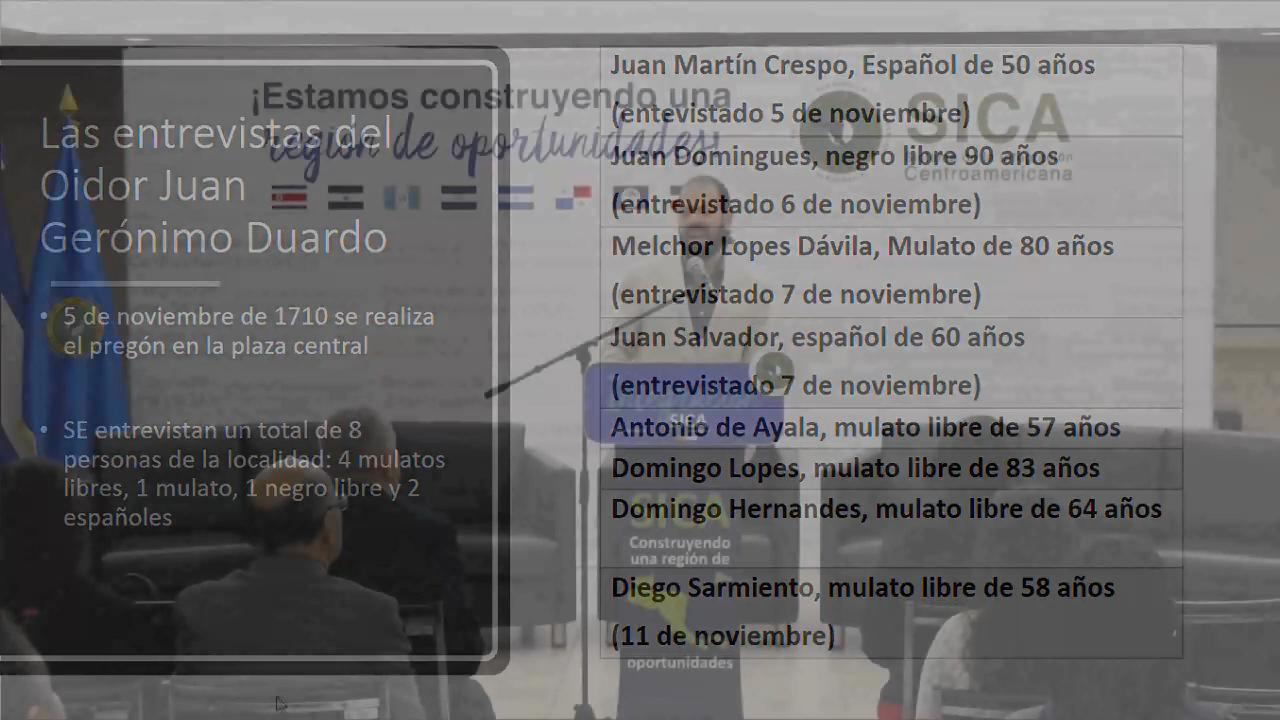 Las entrevistas del
Oidor Juan
Gerónimo Duardo
• 5 de noviembre de 1710 se realiza
el pregón en la plaza central
• SE entrevistan un total de 8
personas de la localidad: 4 mulatos
libres, 1 mulato, 1 negro libre y 2
españoles
Juan Martín Crespo, Español de 50 años
(entevistado 5 de noviembre)
Juan Domingues, negro libre 90 años
(entrevistado 6 de noviembre)
Melchor Lopes Dávila, Mulato de 80 años
(entrevistado 7 de noviembre)
Juan Salvador, español de 60 años
(entrevistado 7 de noviembre)
Antonio de Ayala, mulato libre de 57 años
Domingo Lopes, mulato libre de 83 años
Domingo Hernandes, mulato libre de 64 años
Diego Sarmiento, mulato libre de 58 años
(11 de noviembre)
¡Estamos construyendo una
región de oportunidades!
SICA
Centroamericana
SICA
SICA
Construyendo
una región de
oportunidades